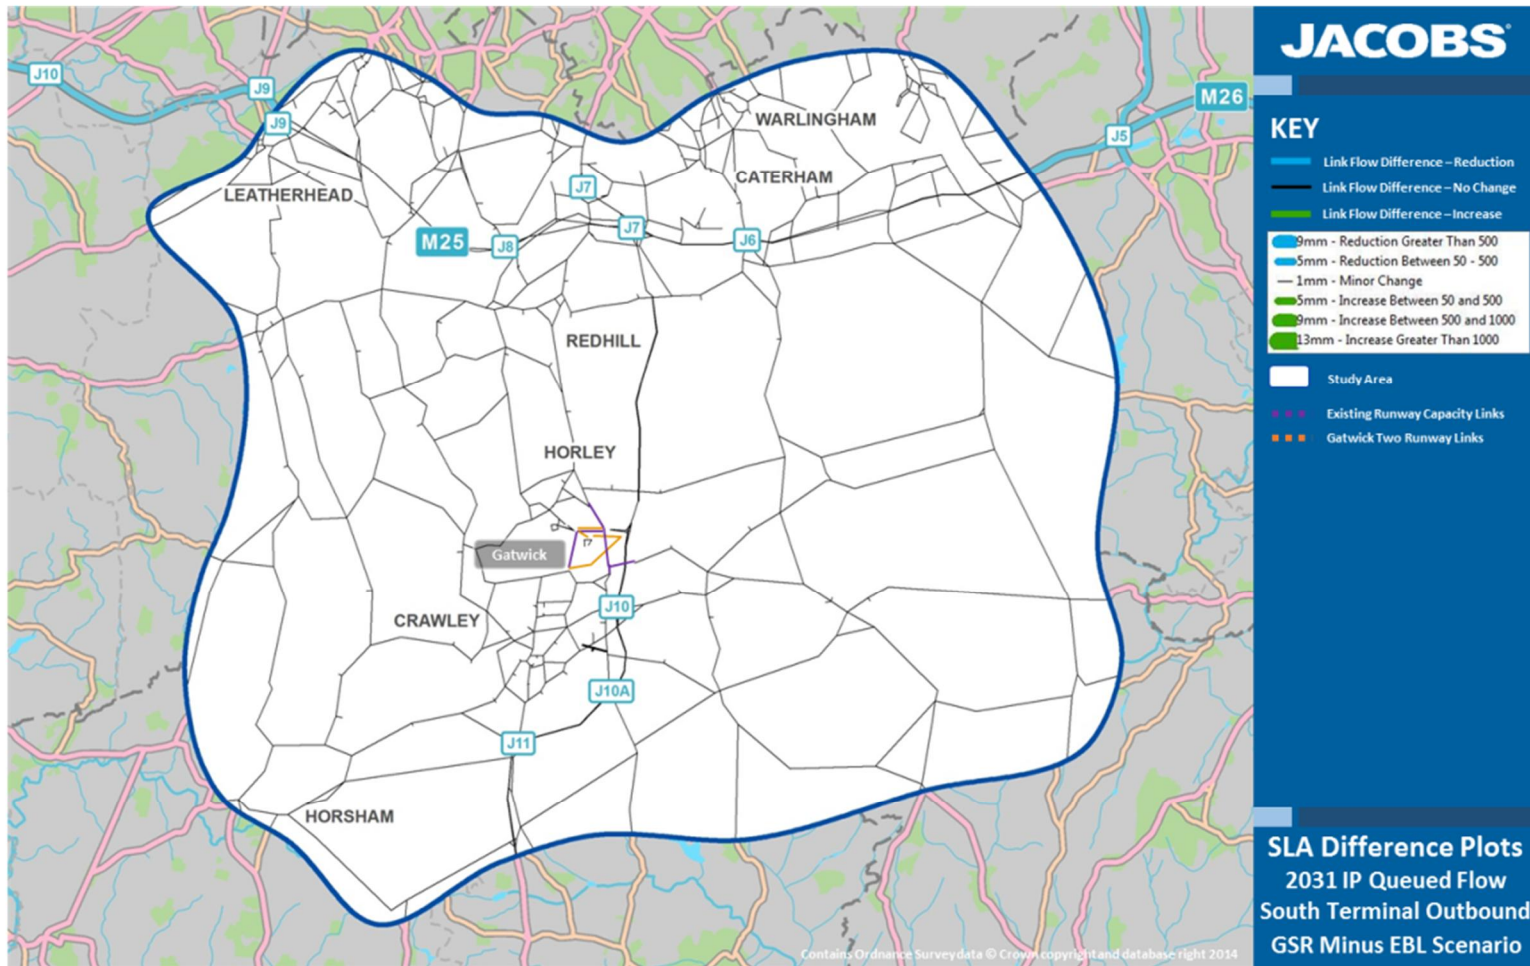 J10
J9
J9
LEATHERHEAD
WARLINGHAM
CATERHAM
J7
J7
M25
J8
J6
J5
M26
REDHILL
HORLEY
Gatwick
J10
CRAWLEY
J10A
J11
HORSHAM
Contains Ordnance Survey data © Crown copyright and database right 2014
JACOBS
KEY
Link Flow Difference – Reduction
Link Flow Difference – No Change
Link Flow Difference – Increase
9mm - Reduction Greater Than 500
5mm - Reduction Between 50 - 500
1mm - Minor Change
5mm - Increase Between 50 and 500
9mm - Increase Between 500 and 1000
13mm - Increase Greater Than 1000
Study Area
Existing Runway Capacity Links
Gatwick Two Runway Links
SLA Difference Plots
2031 IP Queued Flow
South Terminal Outbound
GSR Minus EBL Scenario